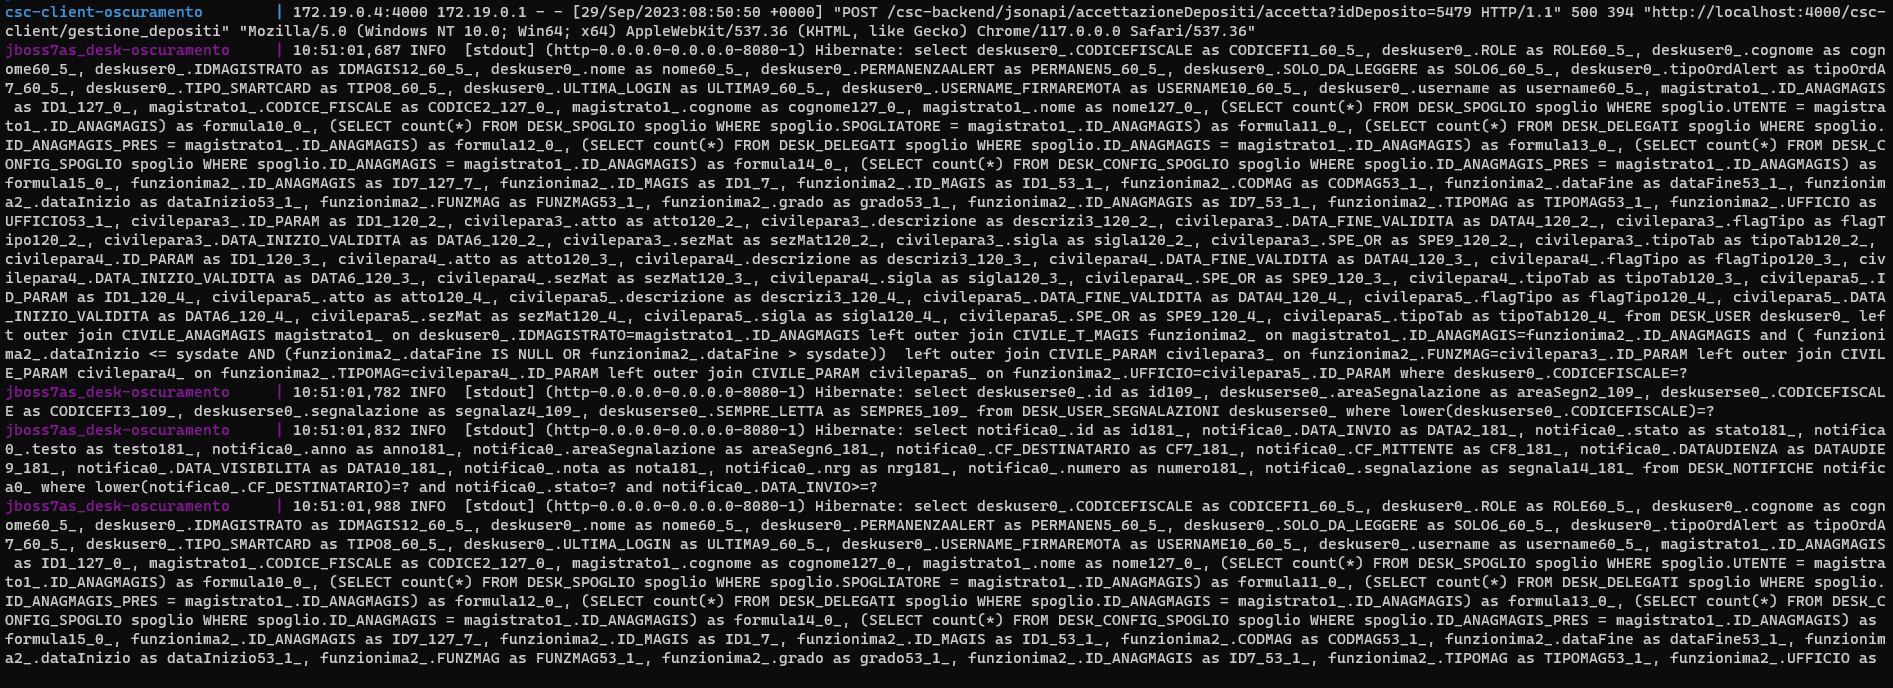 csc-client-oscuramento        | 172.19.0.4:4000 172.19.0.1 - - [29/Sep/2023:08:50:50 +0000] "POST /csc-backend/jsonapi/accettazioneDepositi/accetta?idDeposito=5479 HTTP/1.1" 500 394 "http://localhost:4000/csc-
client/gestione_depositi" "Mozilla/5.0 (Windows NT 10.0; Win64; x64) AppleWebKit/537.36 (KHTML, like Gecko) Chrome/117.0.0.0 Safari/537.36"
jboss7as_desk-oscuramento     | 10:51:01,687 INFO  [stdout] (http-0.0.0.0-0.0.0.0-8080-1) Hibernate: select deskuser0_.CODICEFISCALE as CODICEFI1_60_5_, deskuser0_.ROLE as ROLE60_5_, deskuser0_.cognome as cogn
ome60_5_, deskuser0_.IDMAGISTRATO as IDMAGIS12_60_5_, deskuser0_.nome as nome60_5_, deskuser0_.PERMANENZAALERT as PERMANEN5_60_5_, deskuser0_.SOLO_DA_LEGGERE as SOLO6_60_5_, deskuser0_.tipoOrdAlert as tipoOrdA
7_60_5_, deskuser0_.TIPO_SMARTCARD as TIPO8_60_5_, deskuser0_.ULTIMA_LOGIN as ULTIMA9_60_5_, deskuser0_.USERNAME_FIRMAREMOTA as USERNAME10_60_5_, deskuser0_.username as username60_5_, magistrato1_.ID_ANAGMAGIS
 as ID1_127_0_, magistrato1_.CODICE_FISCALE as CODICE2_127_0_, magistrato1_.cognome as cognome127_0_, magistrato1_.nome as nome127_0_, (SELECT count(*) FROM DESK_SPOGLIO spoglio WHERE spoglio.UTENTE = magistra
to1_.ID_ANAGMAGIS) as formula10_0_, (SELECT count(*) FROM DESK_SPOGLIO spoglio WHERE spoglio.SPOGLIATORE = magistrato1_.ID_ANAGMAGIS) as formula11_0_, (SELECT count(*) FROM DESK_DELEGATI spoglio WHERE spoglio.
ID_ANAGMAGIS_PRES = magistrato1_.ID_ANAGMAGIS) as formula12_0_, (SELECT count(*) FROM DESK_DELEGATI spoglio WHERE spoglio.ID_ANAGMAGIS = magistrato1_.ID_ANAGMAGIS) as formula13_0_, (SELECT count(*) FROM DESK_C
ONFIG_SPOGLIO spoglio WHERE spoglio.ID_ANAGMAGIS = magistrato1_.ID_ANAGMAGIS) as formula14_0_, (SELECT count(*) FROM DESK_CONFIG_SPOGLIO spoglio WHERE spoglio.ID_ANAGMAGIS_PRES = magistrato1_.ID_ANAGMAGIS) as
formula15_0_, funzionima2_.ID_ANAGMAGIS as ID7_127_7_, funzionima2_.ID_MAGIS as ID1_7_, funzionima2_.ID_MAGIS as ID1_53_1_, funzionima2_.CODMAG as CODMAG53_1_, funzionima2_.dataFine as dataFine53_1_, funzionim
a2_.dataInizio as dataInizio53_1_, funzionima2_.FUNZMAG as FUNZMAG53_1_, funzionima2_.grado as grado53_1_, funzionima2_.ID_ANAGMAGIS as ID7_53_1_, funzionima2_.TIPOMAG as TIPOMAG53_1_, funzionima2_.UFFICIO as
UFFICIO53_1_, civilepara3_.ID_PARAM as ID1_120_2_, civilepara3_.atto as atto120_2_, civilepara3_.descrizione as descrizi3_120_2_, civilepara3_.DATA_FINE_VALIDITA as DATA4_120_2_, civilepara3_.flagTipo as flagT
ipo120_2_, civilepara3_.DATA_INIZIO_VALIDITA as DATA6_120_2_, civilepara3_.sezMat as sezMat120_2_, civilepara3_.sigla as sigla120_2_, civilepara3_.SPE_OR as SPE9_120_2_, civilepara3_.tipoTab as tipoTab120_2_,
civilepara4_.ID_PARAM as ID1_120_3_, civilepara4_.atto as atto120_3_, civilepara4_.descrizione as descrizi3_120_3_, civilepara4_.DATA_FINE_VALIDITA as DATA4_120_3_, civilepara4_.flagTipo as flagTipo120_3_, civ
ilepara4_.DATA_INIZIO_VALIDITA as DATA6_120_3_, civilepara4_.sezMat as sezMat120_3_, civilepara4_.sigla as sigla120_3_, civilepara4_.SPE_OR as SPE9_120_3_, civilepara4_.tipoTab as tipoTab120_3_, civilepara5_.I
D_PARAM as ID1_120_4_, civilepara5_.atto as atto120_4_, civilepara5_.descrizione as descrizi3_120_4_, civilepara5_.DATA_FINE_VALIDITA as DATA4_120_4_, civilepara5_.flagTipo as flagTipo120_4_, civilepara5_.DATA
_INIZIO_VALIDITA as DATA6_120_4_, civilepara5_.sezMat as sezMat120_4_, civilepara5_.sigla as sigla120_4_, civilepara5_.SPE_OR as SPE9_120_4_, civilepara5_.tipoTab as tipoTab120_4_ from DESK_USER deskuser0_ lef
t outer join CIVILE_ANAGMAGIS magistrato1_ on deskuser0_.IDMAGISTRATO=magistrato1_.ID_ANAGMAGIS left outer join CIVILE_T_MAGIS funzionima2_ on magistrato1_.ID_ANAGMAGIS=funzionima2_.ID_ANAGMAGIS and ( funzioni
ma2_.dataInizio <= sysdate AND (funzionima2_.dataFine IS NULL OR funzionima2_.dataFine > sysdate))  left outer join CIVILE_PARAM civilepara3_ on funzionima2_.FUNZMAG=civilepara3_.ID_PARAM left outer join CIVIL
E_PARAM civilepara4_ on funzionima2_.TIPOMAG=civilepara4_.ID_PARAM left outer join CIVILE_PARAM civilepara5_ on funzionima2_.UFFICIO=civilepara5_.ID_PARAM where deskuser0_.CODICEFISCALE=?
jboss7as_desk-oscuramento     | 10:51:01,782 INFO  [stdout] (http-0.0.0.0-0.0.0.0-8080-1) Hibernate: select deskuserse0_.id as id109_, deskuserse0_.areaSegnalazione as areaSegn2_109_, deskuserse0_.CODICEFISCAL
E as CODICEFI3_109_, deskuserse0_.segnalazione as segnalaz4_109_, deskuserse0_.SEMPRE_LETTA as SEMPRE5_109_ from DESK_USER_SEGNALAZIONI deskuserse0_ where lower(deskuserse0_.CODICEFISCALE)=?
jboss7as_desk-oscuramento     | 10:51:01,832 INFO  [stdout] (http-0.0.0.0-0.0.0.0-8080-1) Hibernate: select notifica0_.id as id181_, notifica0_.DATA_INVIO as DATA2_181_, notifica0_.stato as stato181_, notifica
0_.testo as testo181_, notifica0_.anno as anno181_, notifica0_.areaSegnalazione as areaSegn6_181_, notifica0_.CF_DESTINATARIO as CF7_181_, notifica0_.CF_MITTENTE as CF8_181_, notifica0_.DATAUDIENZA as DATAUDIE
9_181_, notifica0_.DATA_VISIBILITA as DATA10_181_, notifica0_.nota as nota181_, notifica0_.nrg as nrg181_, notifica0_.numero as numero181_, notifica0_.segnalazione as segnala14_181_ from DESK_NOTIFICHE notific
a0_ where lower(notifica0_.CF_DESTINATARIO)=? and notifica0_.stato=? and notifica0_.DATA_INVIO>=?
jboss7as_desk-oscuramento     | 10:51:01,988 INFO  [stdout] (http-0.0.0.0-0.0.0.0-8080-1) Hibernate: select deskuser0_.CODICEFISCALE as CODICEFI1_60_5_, deskuser0_.ROLE as ROLE60_5_, deskuser0_.cognome as cogn
ome60_5_, deskuser0_.IDMAGISTRATO as IDMAGIS12_60_5_, deskuser0_.nome as nome60_5_, deskuser0_.PERMANENZAALERT as PERMANEN5_60_5_, deskuser0_.SOLO_DA_LEGGERE as SOLO6_60_5_, deskuser0_.tipoOrdAlert as tipoOrdA
7_60_5_, deskuser0_.TIPO_SMARTCARD as TIPO8_60_5_, deskuser0_.ULTIMA_LOGIN as ULTIMA9_60_5_, deskuser0_.USERNAME_FIRMAREMOTA as USERNAME10_60_5_, deskuser0_.username as username60_5_, magistrato1_.ID_ANAGMAGIS
 as ID1_127_0_, magistrato1_.CODICE_FISCALE as CODICE2_127_0_, magistrato1_.cognome as cognome127_0_, magistrato1_.nome as nome127_0_, (SELECT count(*) FROM DESK_SPOGLIO spoglio WHERE spoglio.UTENTE = magistra
to1_.ID_ANAGMAGIS) as formula10_0_, (SELECT count(*) FROM DESK_SPOGLIO spoglio WHERE spoglio.SPOGLIATORE = magistrato1_.ID_ANAGMAGIS) as formula11_0_, (SELECT count(*) FROM DESK_DELEGATI spoglio WHERE spoglio.
ID_ANAGMAGIS_PRES = magistrato1_.ID_ANAGMAGIS) as formula12_0_, (SELECT count(*) FROM DESK_DELEGATI spoglio WHERE spoglio.ID_ANAGMAGIS = magistrato1_.ID_ANAGMAGIS) as formula13_0_, (SELECT count(*) FROM DESK_C
ONFIG_SPOGLIO spoglio WHERE spoglio.ID_ANAGMAGIS = magistrato1_.ID_ANAGMAGIS) as formula14_0_, (SELECT count(*) FROM DESK_CONFIG_SPOGLIO spoglio WHERE spoglio.ID_ANAGMAGIS_PRES = magistrato1_.ID_ANAGMAGIS) as
formula15_0_, funzionima2_.ID_ANAGMAGIS as ID7_127_7_, funzionima2_.ID_MAGIS as ID1_7_, funzionima2_.ID_MAGIS as ID1_53_1_, funzionima2_.CODMAG as CODMAG53_1_, funzionima2_.dataFine as dataFine53_1_, funzionim
a2_.dataInizio as dataInizio53_1_, funzionima2_.FUNZMAG as FUNZMAG53_1_, funzionima2_.grado as grado53_1_, funzionima2_.ID_ANAGMAGIS as ID7_53_1_, funzionima2_.TIPOMAG as TIPOMAG53_1_, funzionima2_.UFFICIO as